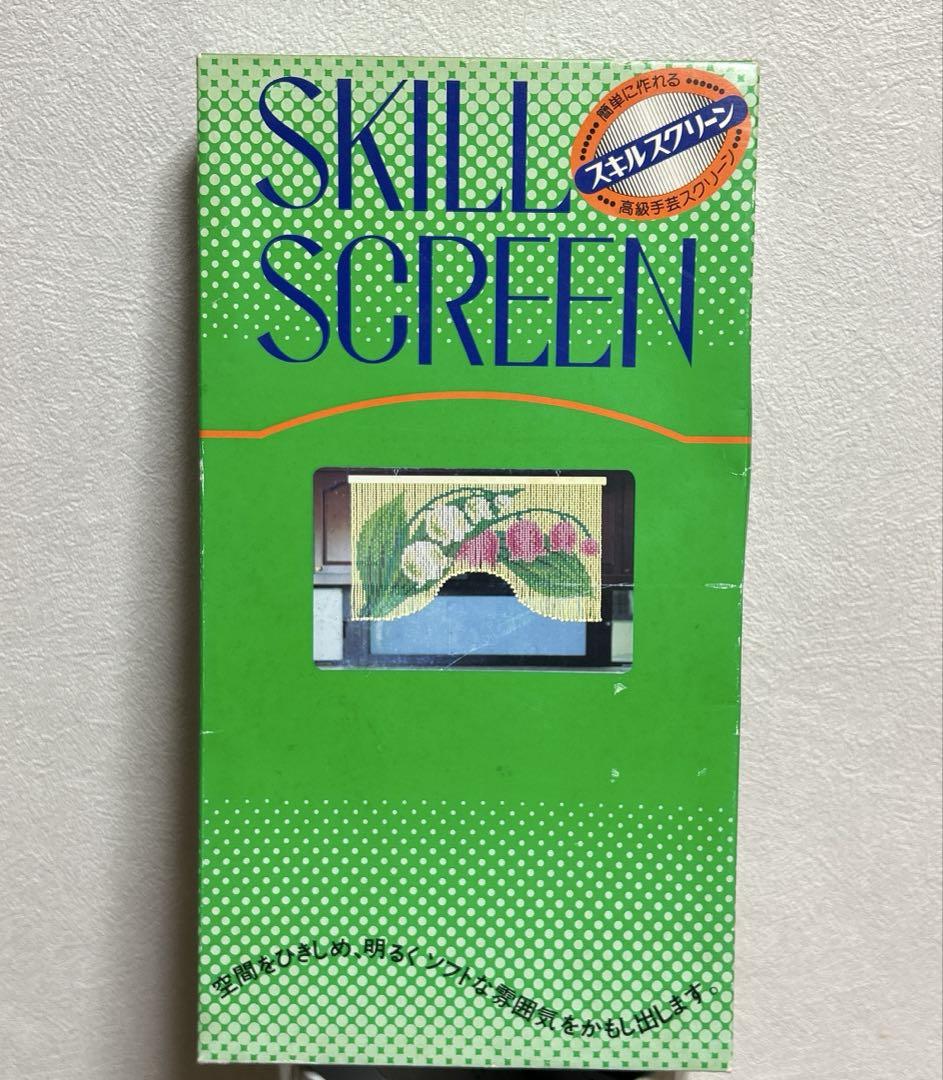 SKILL
SCREEN
簡単に作れる
スキルスクリーン
高級手芸スクリーン
空間をひきしめ、明るくソフトな雰囲気をかもし出します。